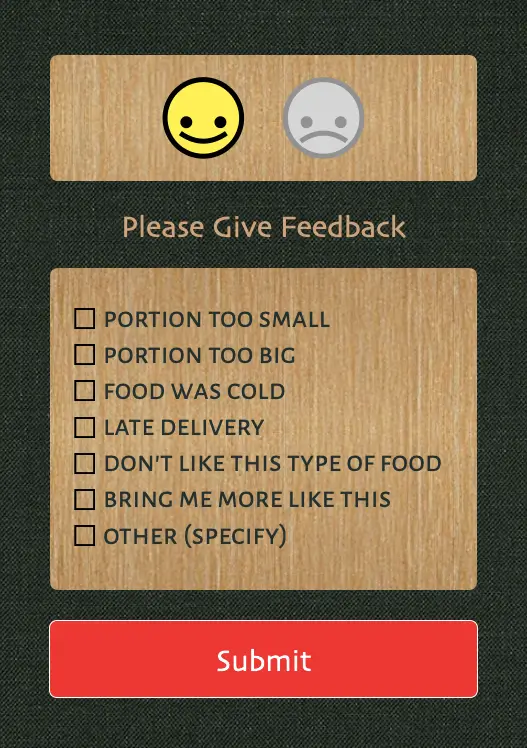 Please Give Feedback
PORTION TOO SMALL
PORTION TOO BIG
FOOD WAS COLD
LATE DELIVERY
DON'T LIKE THIS TYPE OF FOOD
BRING ME MORE LIKE THIS
OTHER (SPECIFY)
Submit